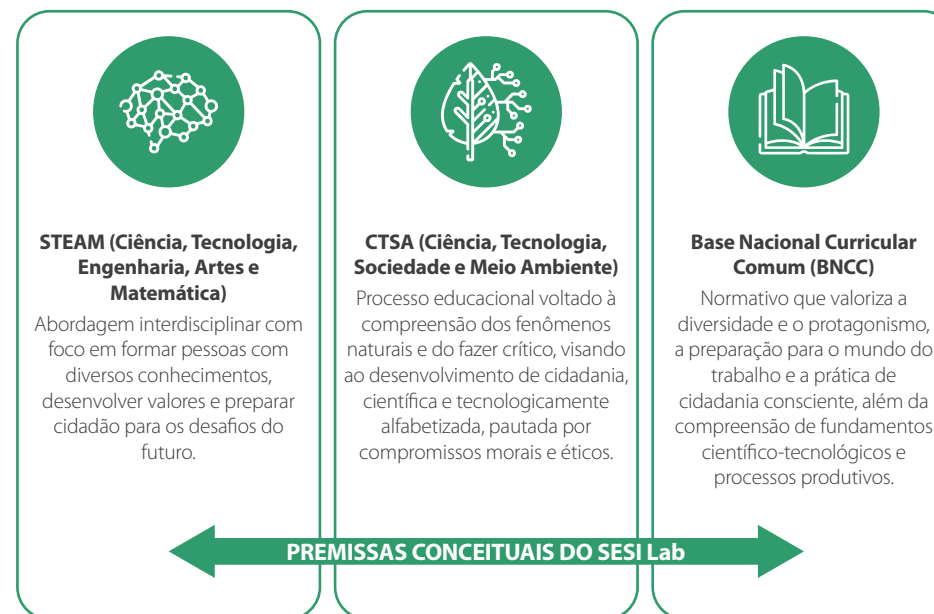 STEAM (Ciência, Tecnologia,
Engenharia, Artes e
Matemática)
Abordagem interdisciplinar com
foco em formar pessoas com
diversos conhecimentos,
desenvolver valores e preparar
cidadão para os desafios do
futuro.
CTSA (Ciência, Tecnologia,
Sociedade e Meio Ambiente)
Processo educacional voltado à
compreensão dos fenômenos
naturais e do fazer crítico, visando
ao desenvolvimento de cidadania,
científica e tecnologicamente
alfabetizada, pautada por
compromissos morais e éticos.
Base Nacional Curricular
Comum (BNCC)
Normativo que valoriza a
diversidade e o protagonismo,
a preparação para o mundo do
trabalho e a prática de
cidadania consciente, além da
compreensão de fundamentos
científico-tecnológicos e
processos produtivos.
PREMISSAS CONCEITUAIS DO SESI Lab